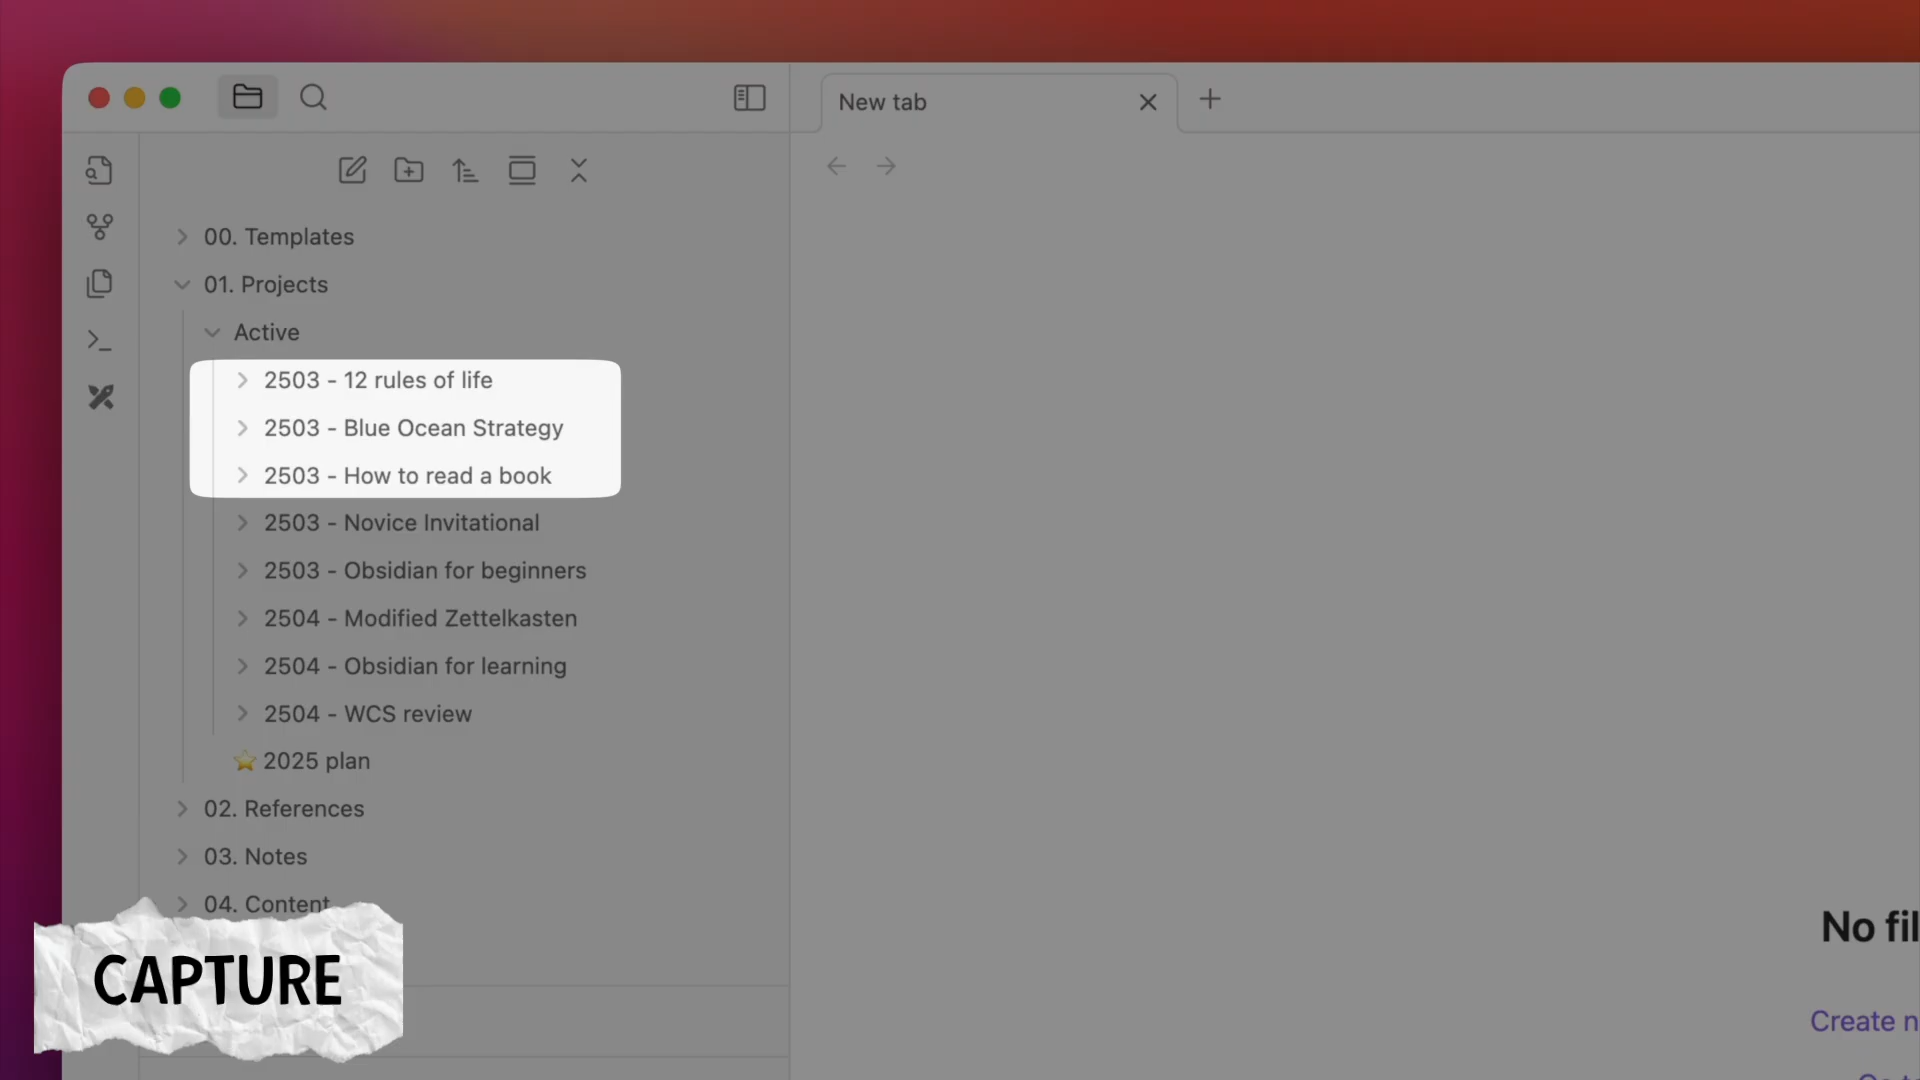 New tab
00. Templates
01. Projects
Active
2503 - 12 rules of life
2503 - Blue Ocean Strategy
2503 - How to read a book
2503 - Novice Invitational
2503 - Obsidian for beginners
2504 - Modified Zettelkasten
2504 - Obsidian for learning
2504 - WCS review
⭐ 2025 plan
02. References
03. Notes
04. Content
No
Create
CAPTURE